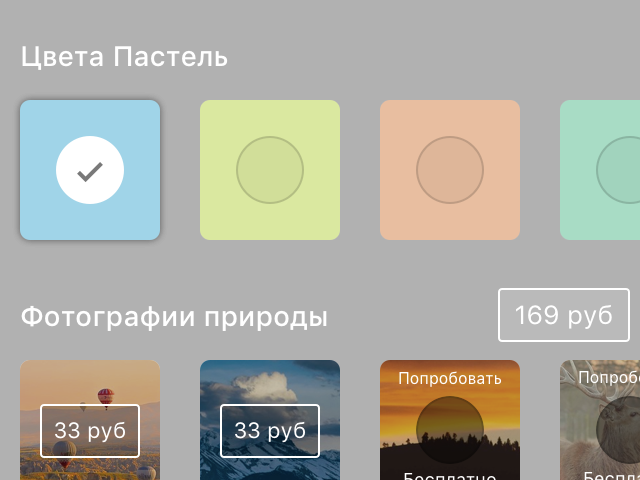 Цвета Пастель
Фотографии природы
169 руб
33 руб
33 руб
Попробовать
Бесплатно